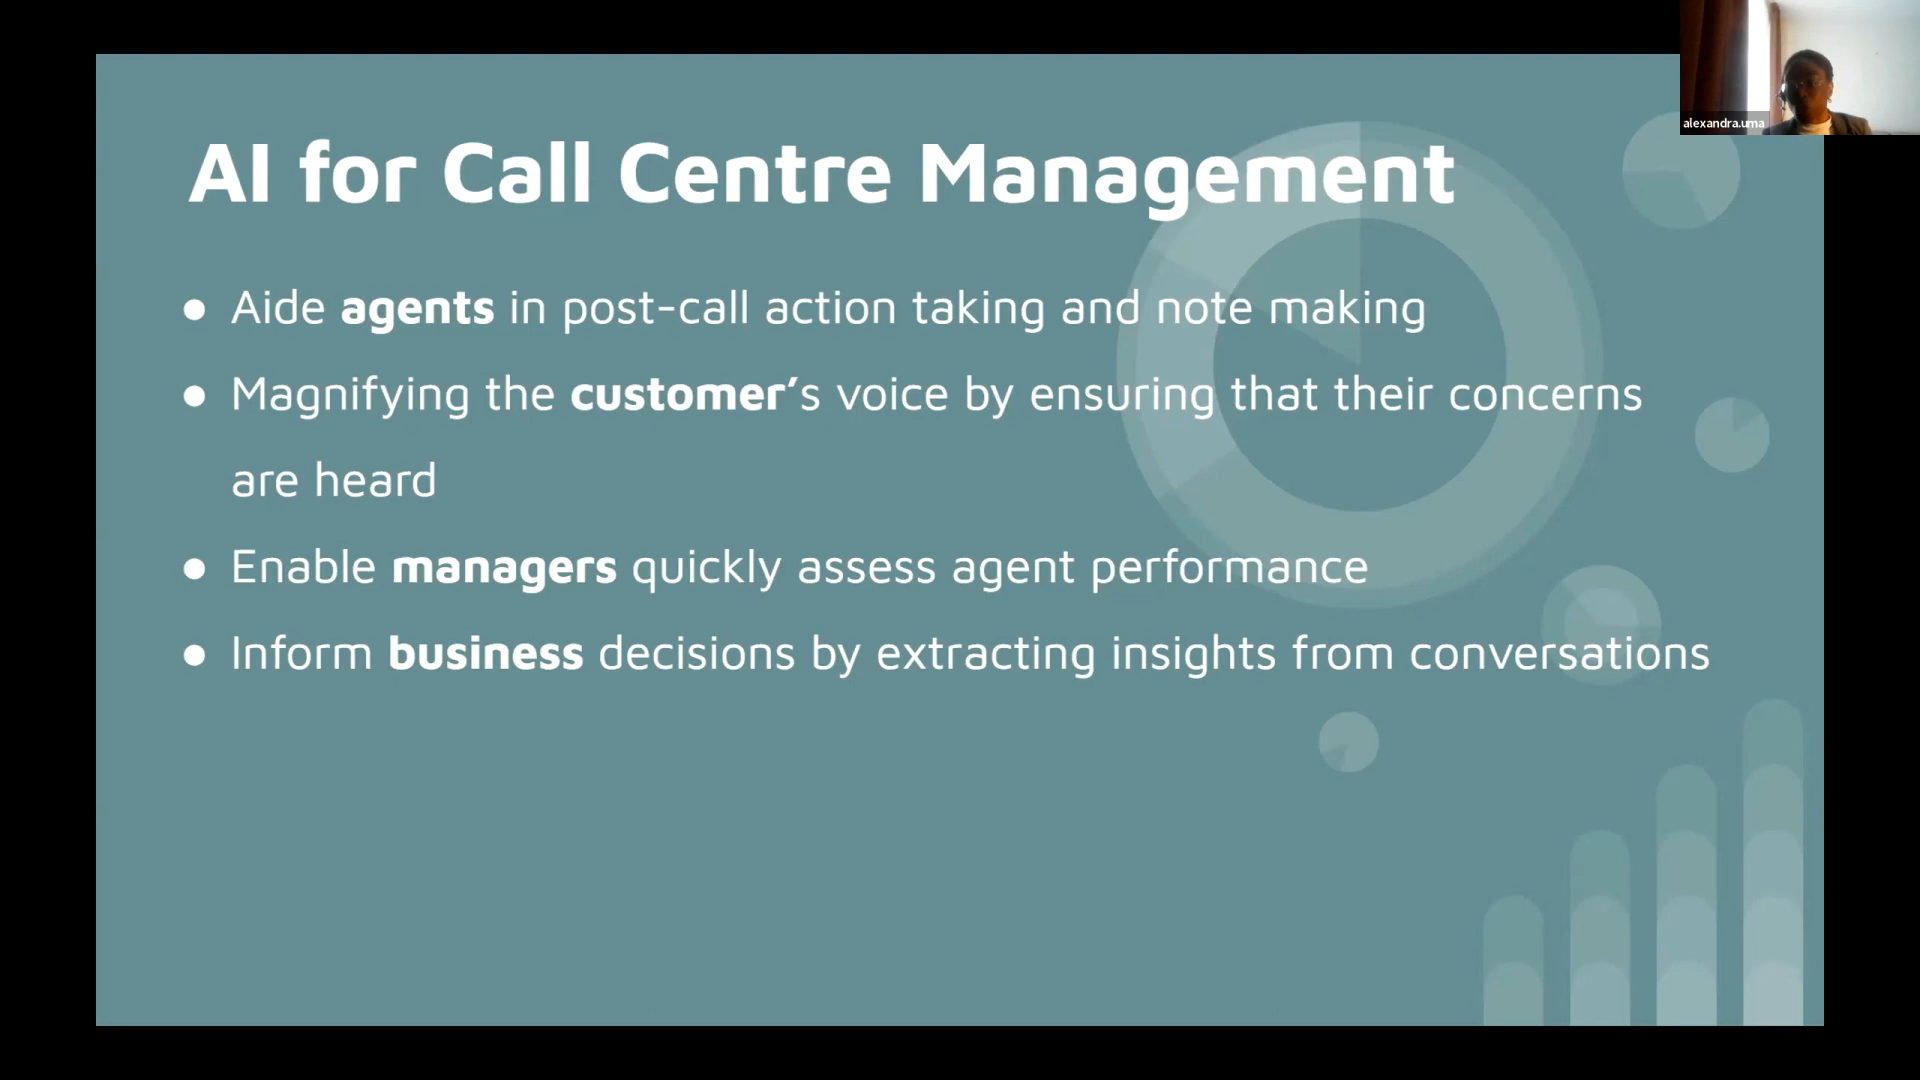 alexandra.uma
AI for Call Centre Management
● Aide agents in post-call action taking and note making
● Magnifying the customer’s voice by ensuring that their concerns
are heard
● Enable managers quickly assess agent performance
● Inform business decisions by extracting insights from conversations